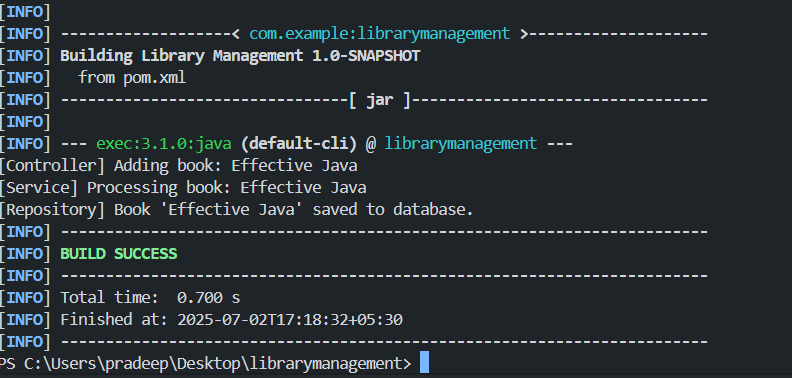 [INFO]
[INFO] -------------------< com.example:librarymanagement >--------------------
[INFO] Building Library Management 1.0-SNAPSHOT
[INFO]   from pom.xml
[INFO] --------------------------------[ jar ]---------------------------------
[INFO]
[INFO] --- exec:3.1.0:java (default-cli) @ librarymanagement ---
[Controller] Adding book: Effective Java
[Service] Processing book: Effective Java
[Repository] Book 'Effective Java' saved to database.
[INFO] ------------------------------------------------------------------------
[INFO] BUILD SUCCESS
[INFO] ------------------------------------------------------------------------
[INFO] Total time:  0.700 s
[INFO] Finished at: 2025-07-02T17:18:32+05:30
[INFO] ------------------------------------------------------------------------
PS C:\Users\pradeep\Desktop\librarymanagement>